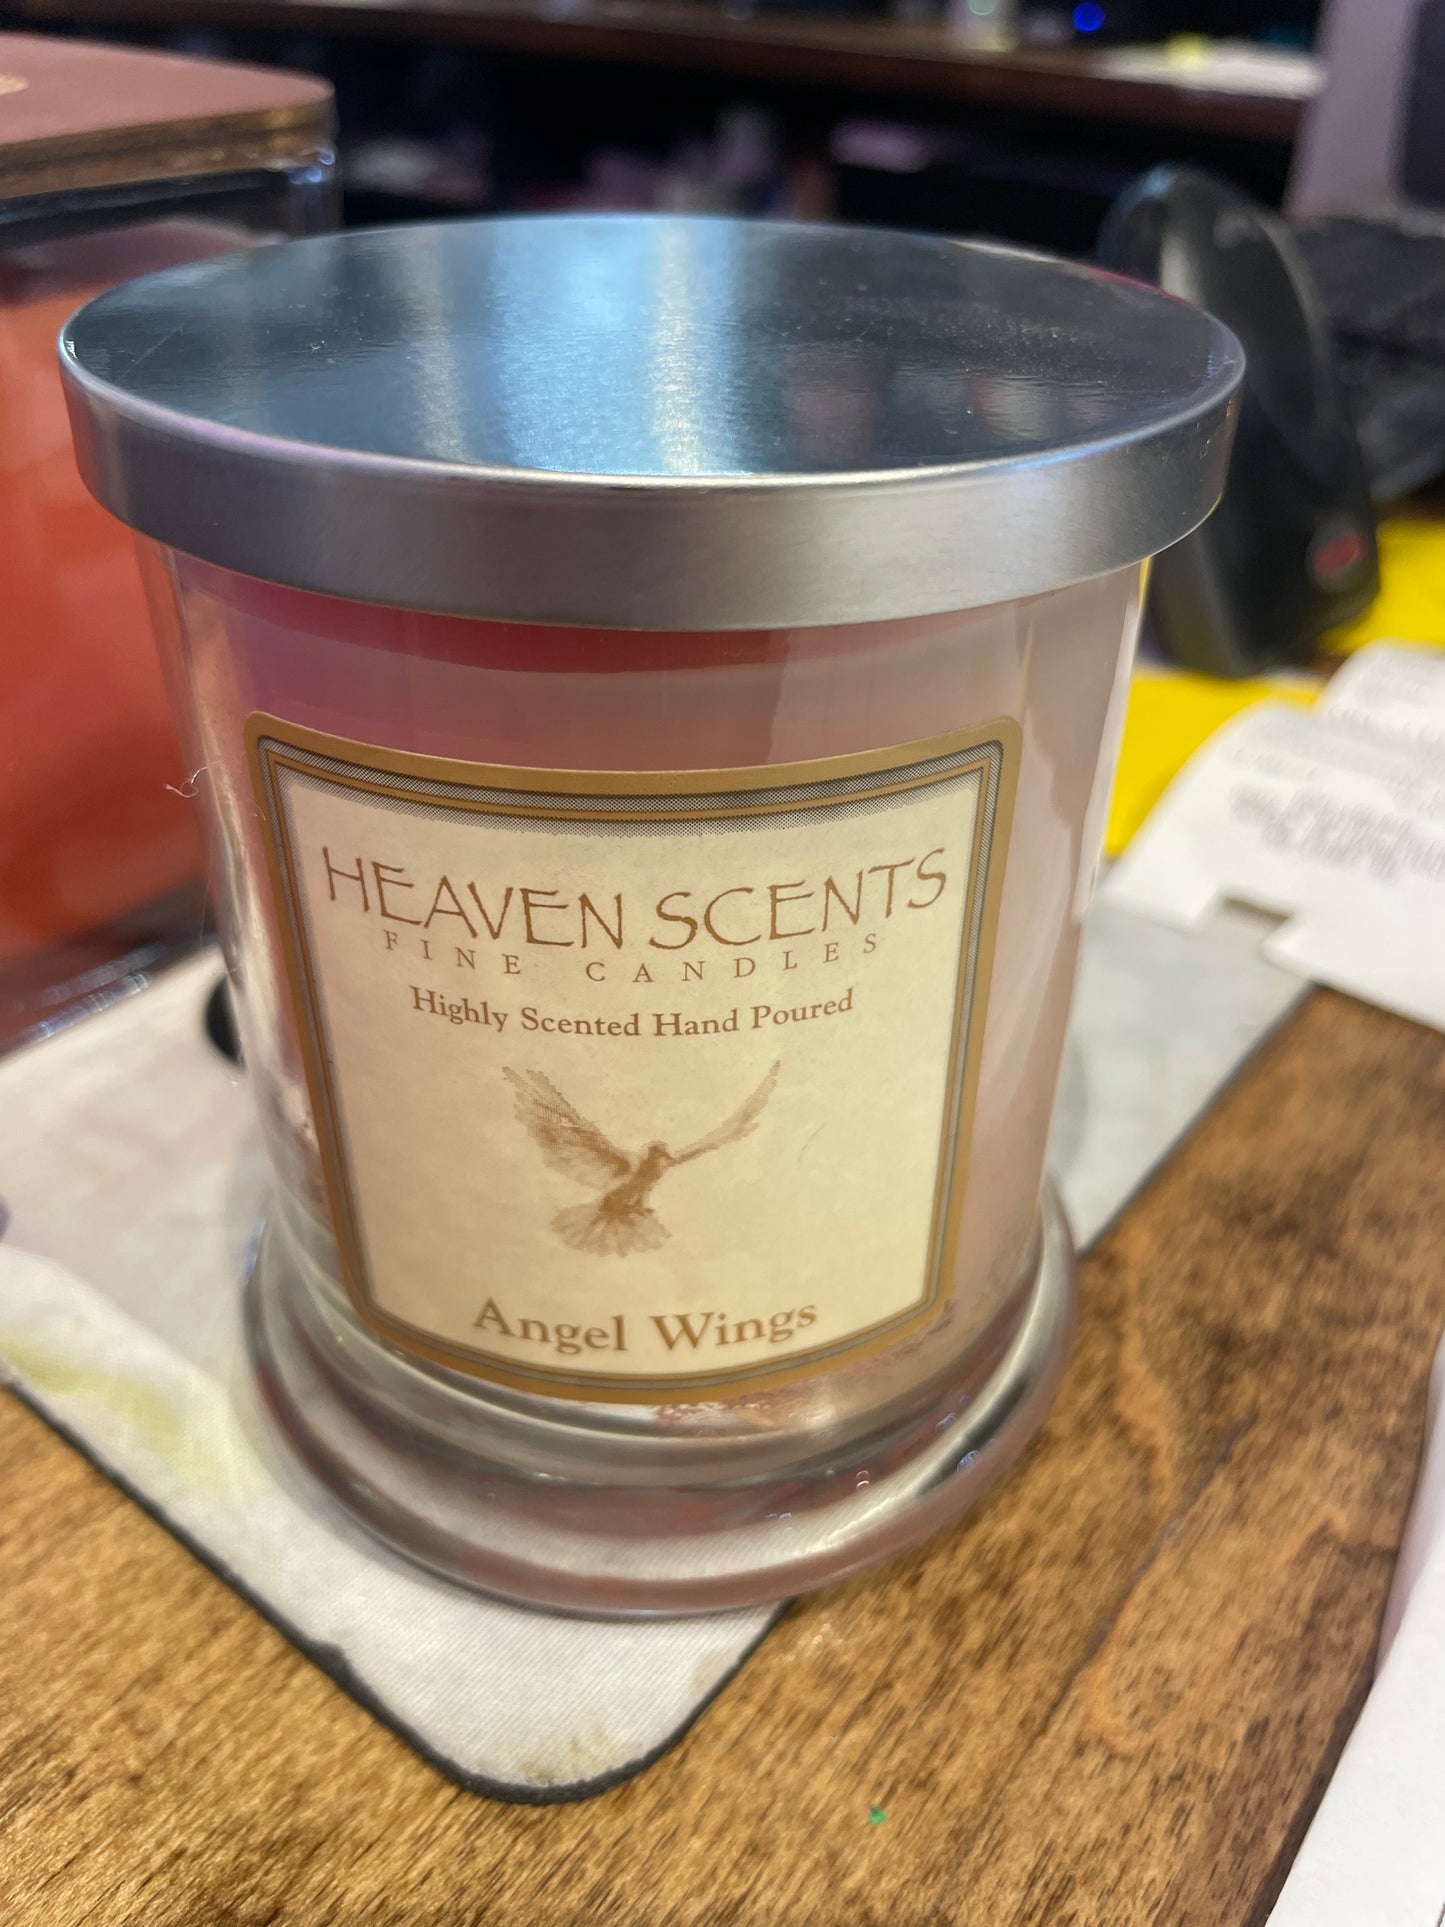 HEAVEN SCENTS
FINE CANDLES
Highly Scented Hand Poured
Angel Wings